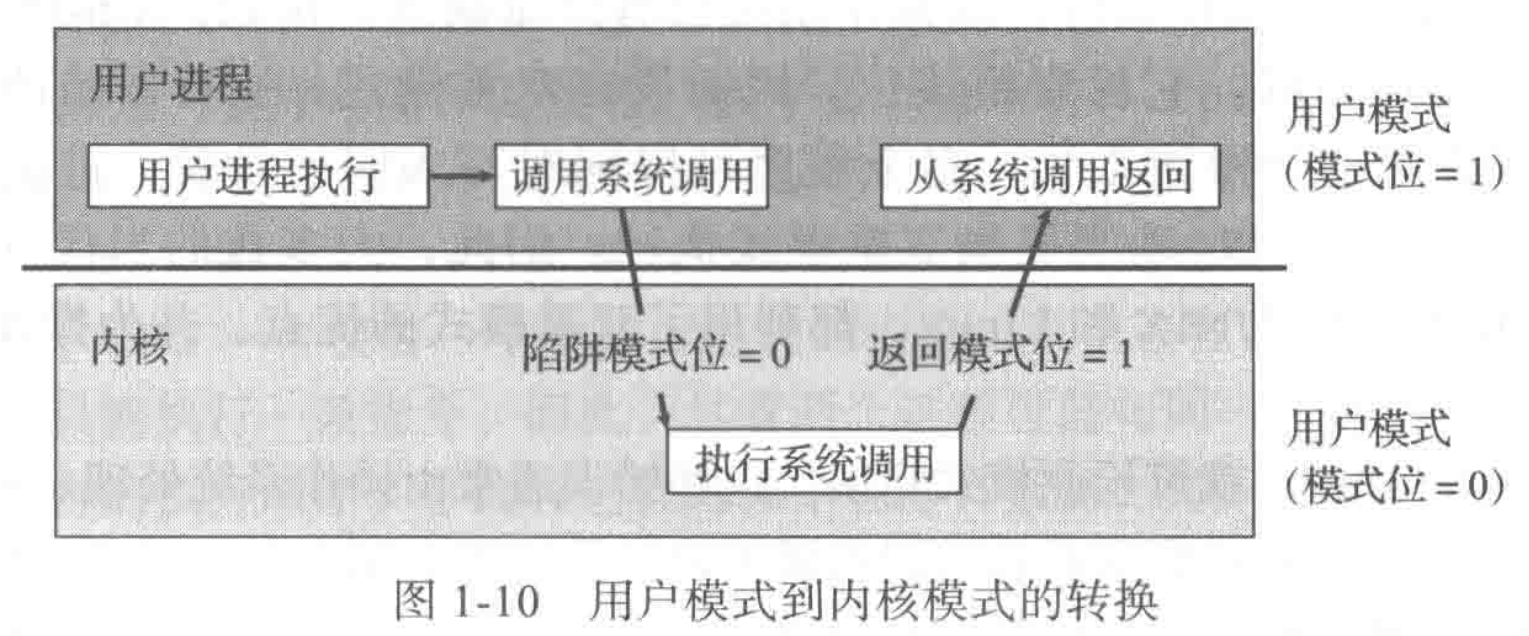 用户进程
用户进程执行
调用系统调用
从系统调用返回
用户模式
(模式位=1)
内核
陷阱模式位=0
返回模式位=1
执行系统调用
用户模式
(模式位=0)
图 1-10 用户模式到内核模式的转换